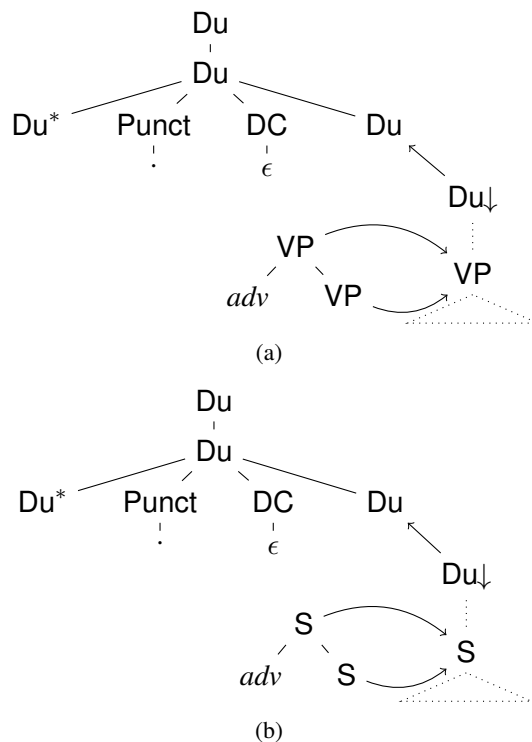 Du
Du
Du* Punct DC Du
. ϵ
Du↓
VP VP
adv VP
(a)
Du
Du
Du* Punct DC Du
. ϵ
Du↓
S S
adv S
(b)